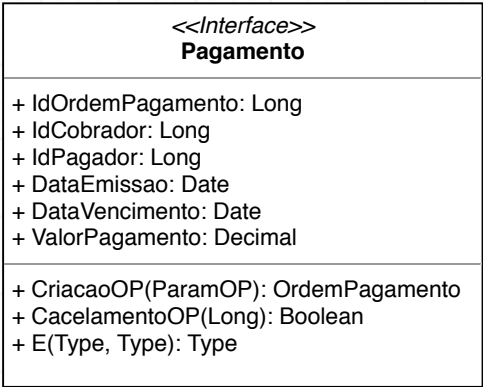 <<Interface>>
Pagamento
+ IdOrdemPagamento: Long
+ IdCobrador: Long
+ IdPagador: Long
+ DataEmissao: Date
+ DataVencimento: Date
+ ValorPagamento: Decimal
+ CriacaoOP(ParamOP): OrdemPagamento
+ CacelamentoOP(Long): Boolean
+ E(Type, Type): Type